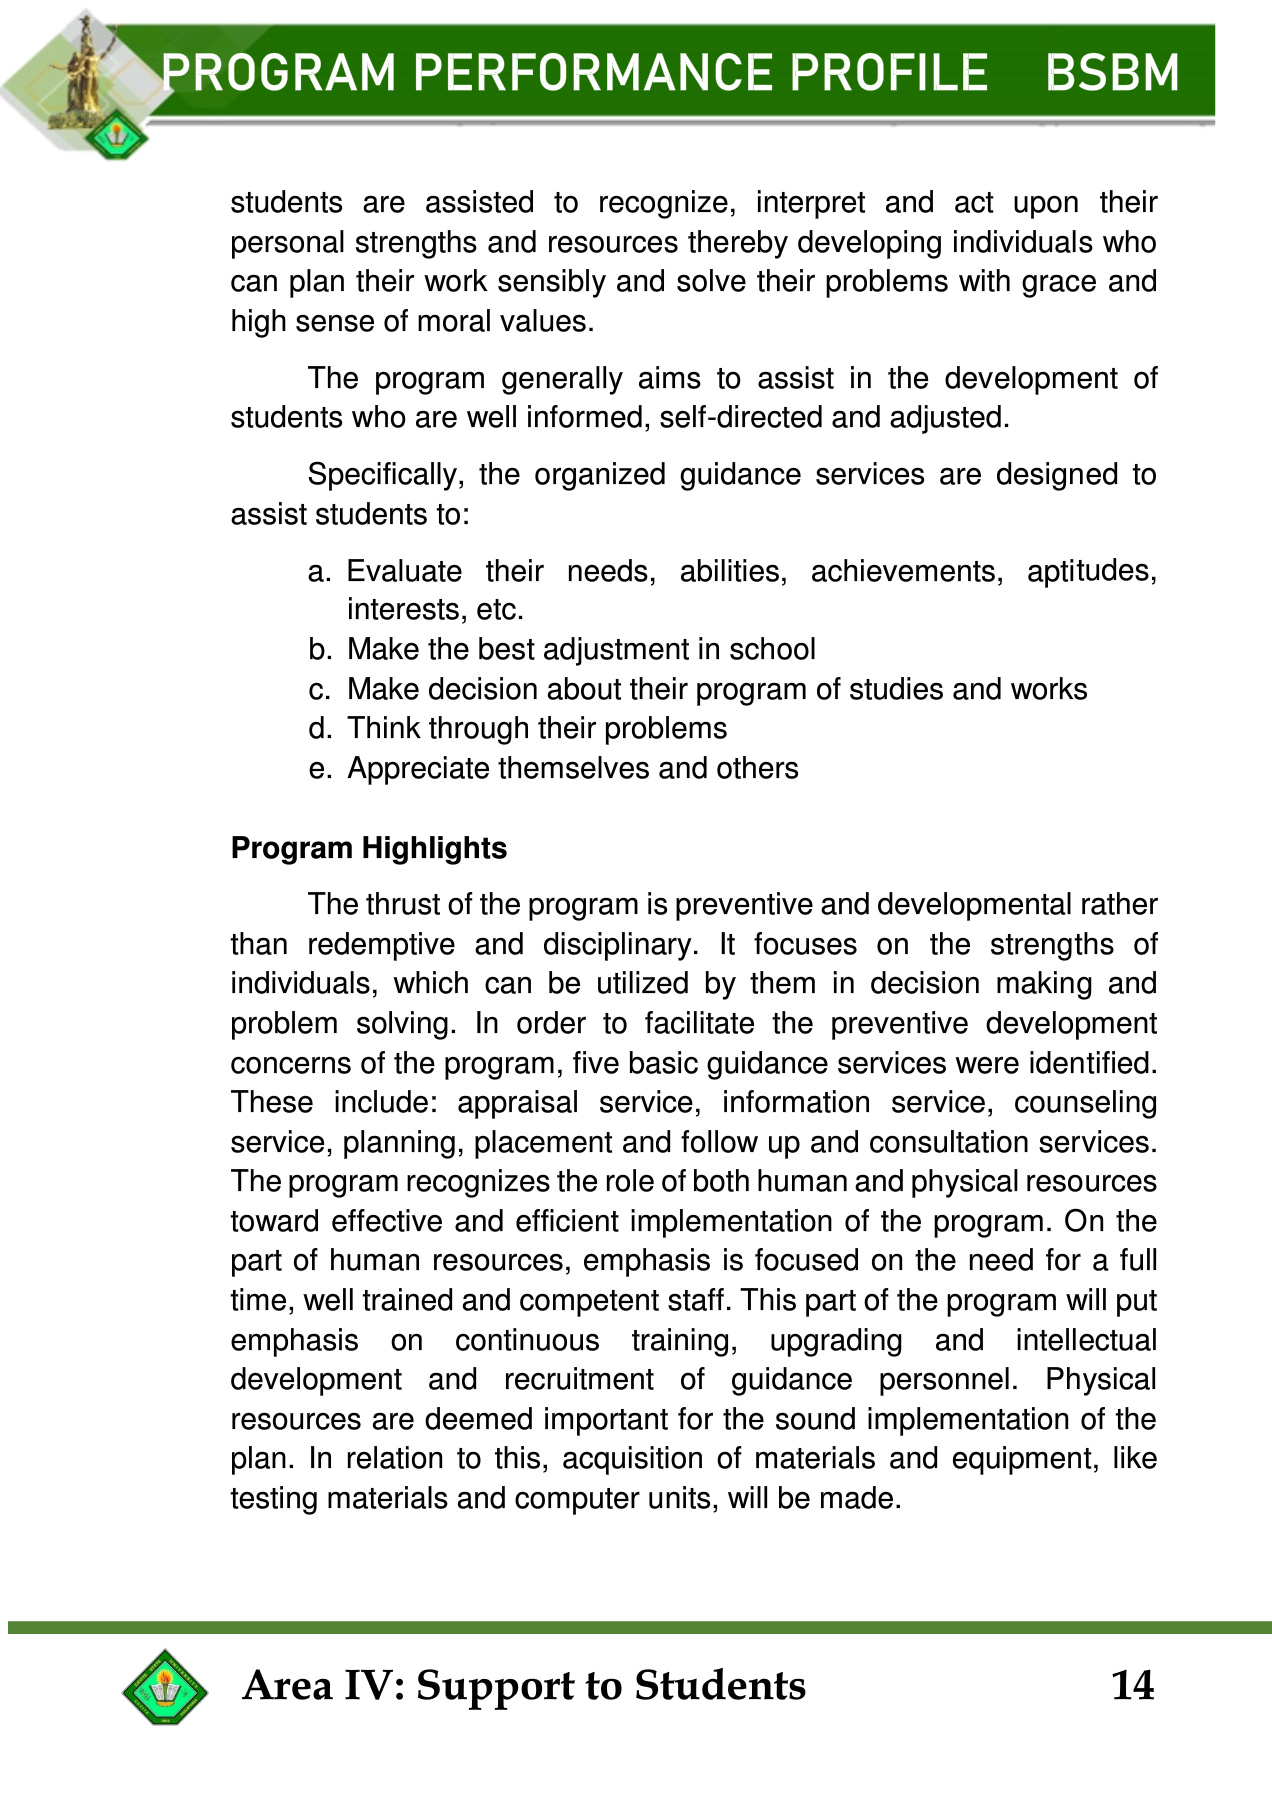 PROGRAM PERFORMANCE PROFILE BSBM
students are assisted to recognize, interpret and act upon their
personal strengths and resources thereby developing individuals who
can plan their work sensibly and solve their problems with grace and
high sense of moral values.
The program generally aims to assist in the development of
students who are well informed, self-directed and adjusted.
Specifically, the organized guidance services are designed to
assist students to:
a. Evaluate their needs, abilities, achievements, aptitudes,
interests, etc.
b. Make the best adjustment in school
c. Make decision about their program of studies and works
d. Think through their problems
e. Appreciate themselves and others
Program Highlights
The thrust of the program is preventive and developmental rather
than redemptive and disciplinary. It focuses on the strengths of
individuals, which can be utilized by them in decision making and
problem solving. In order to facilitate the preventive development
concerns of the program, five basic guidance services were identified.
These include: appraisal service, information service, counseling
service, planning, placement and follow up and consultation services.
The program recognizes the role of both human and physical resources
toward effective and efficient implementation of the program. On the
part of human resources, emphasis is focused on the need for a full
time, well trained and competent staff. This part of the program will put
emphasis on continuous training, upgrading and intellectual
development and recruitment of guidance personnel. Physical
resources are deemed important for the sound implementation of the
plan. In relation to this, acquisition of materials and equipment, like
testing materials and computer units, will be made.
Area IV: Support to Students 14